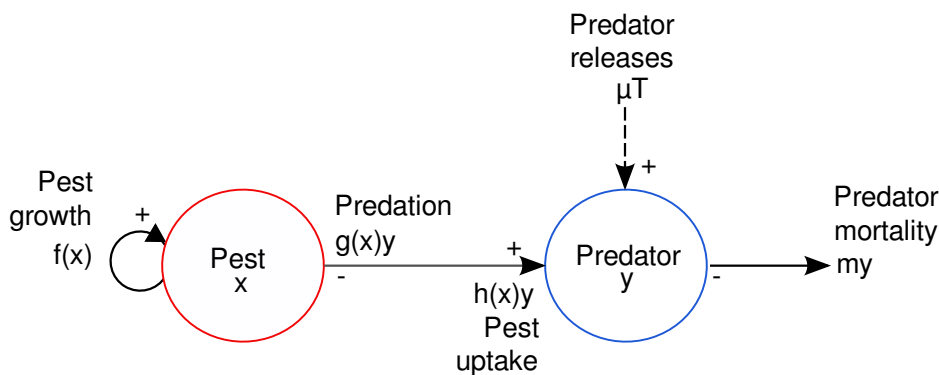 Predator
releases
μT
+
Pest
growth
+
f(x)
Pest
x
Predation
g(x)y
-
+
h(x)y
Pest
uptake
Predator
y
-
Predator
mortality
my